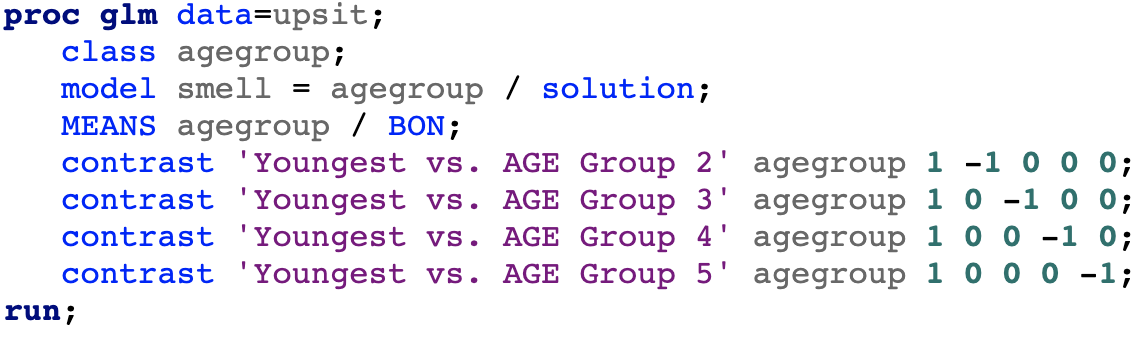 proc glm data=upsit;
class agegroup;
model smell = agegroup / solution;
MEANS agegroup / BON;
contrast 'Youngest vs. AGE Group 2' agegroup 1 -1 0 0 0;
contrast 'Youngest vs. AGE Group 3' agegroup 1 0 -1 0 0;
contrast 'Youngest vs. AGE Group 4' agegroup 1 0 0 -1 0;
contrast 'Youngest vs. AGE Group 5' agegroup 1 0 0 0 -1;
run;